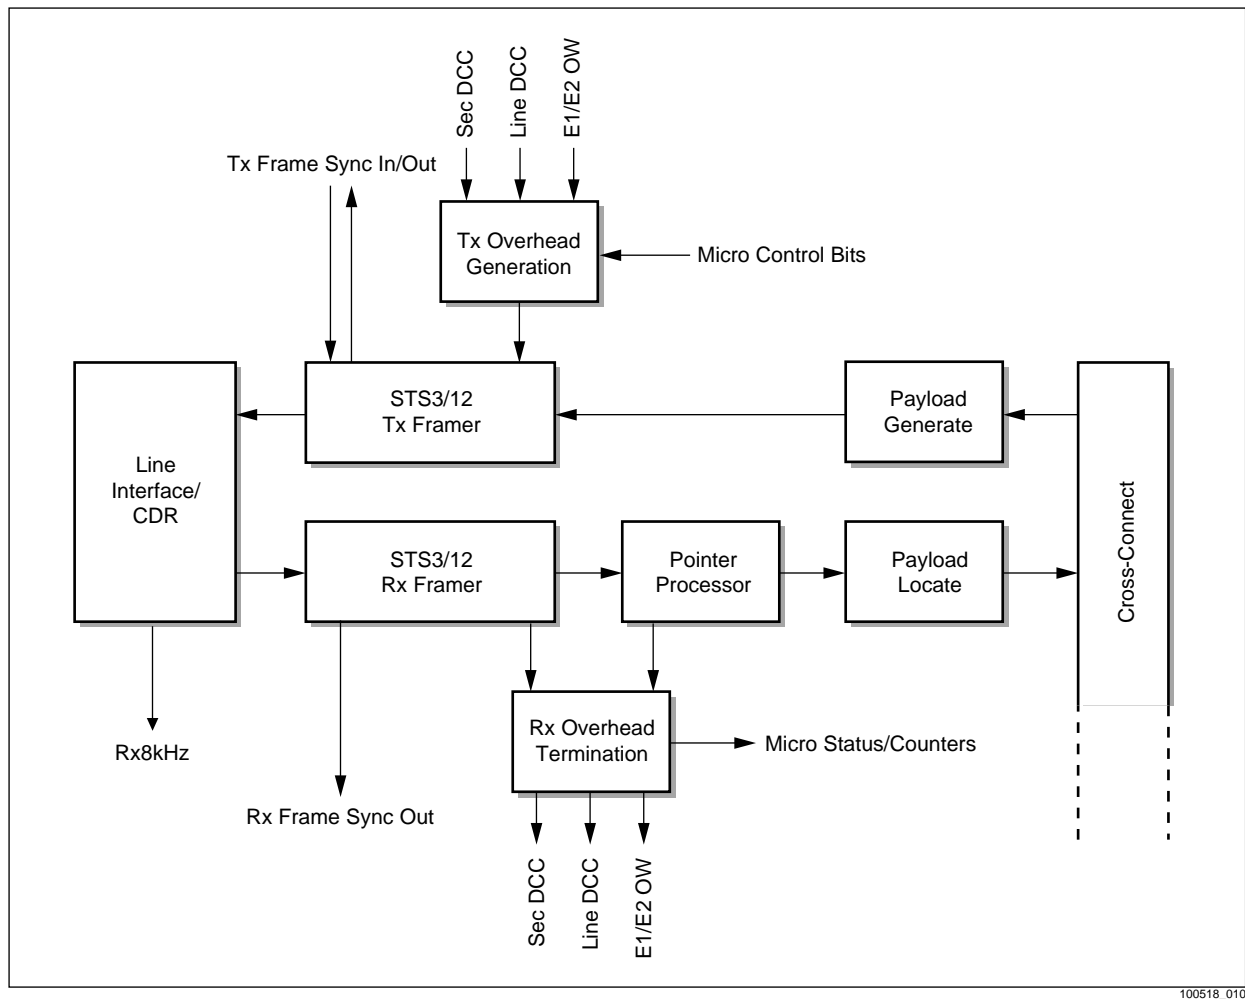 Sec DCC
Line DCC
E1/E2 OW
Tx Frame Sync In/Out
Tx Overhead
Generation
Micro Control Bits
STS3/12
Tx Framer
Payload
Generate
Line
Interface/
CDR
STS3/12
Rx Framer
Pointer
Processor
Payload
Locate
Cross-Connect
Rx Overhead
Termination
Micro Status/Counters
Rx8kHz
Rx Frame Sync Out
Sec DCC
Line DCC
E1/E2 OW
100518_010